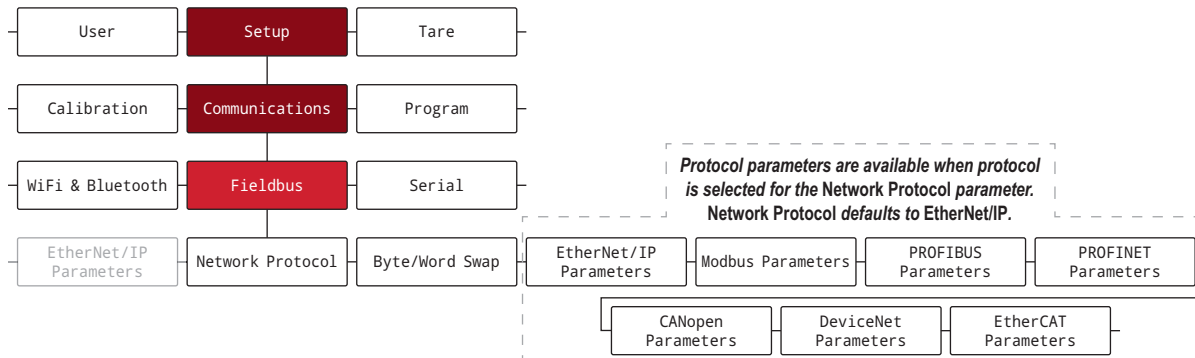 User
Setup
Tare
Calibration
Communications
Program
WiFi & Bluetooth
Fieldbus
Serial
Protocol parameters are available when protocol
is selected for the Network Protocol parameter.
Network Protocol defaults to EtherNet/IP.
EtherNet/IP
Parameters
Network Protocol
Byte/Word Swap
EtherNet/IP
Parameters
Modbus Parameters
PROFIBUS
Parameters
PROFINET
Parameters
CANopen
Parameters
DeviceNet
Parameters
EtherCAT
Parameters